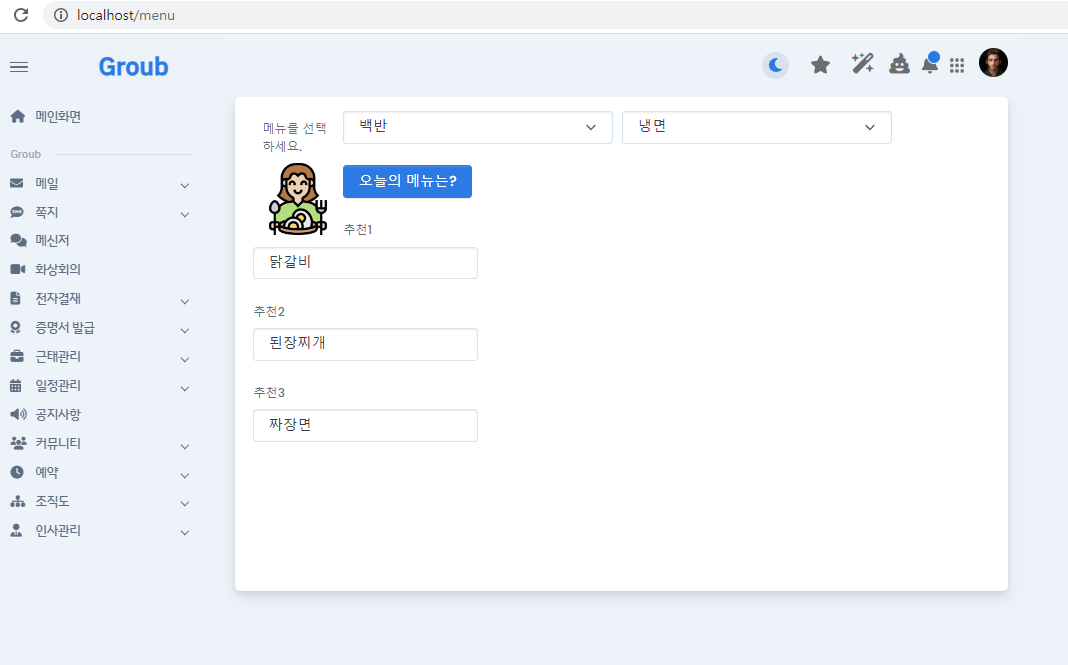 localhost/menu
Groub
메인화면
Groub
메일
쪽지
메신저
화상회의
전자결재
증명서 발급
근태관리
일정관리
공지사항
커뮤니티
예약
조직도
인사관리
메뉴를 선택
하세요.
백반
냉면
오늘의 메뉴는?
추천1
닭갈비
추천2
된장찌개
추천3
짜장면